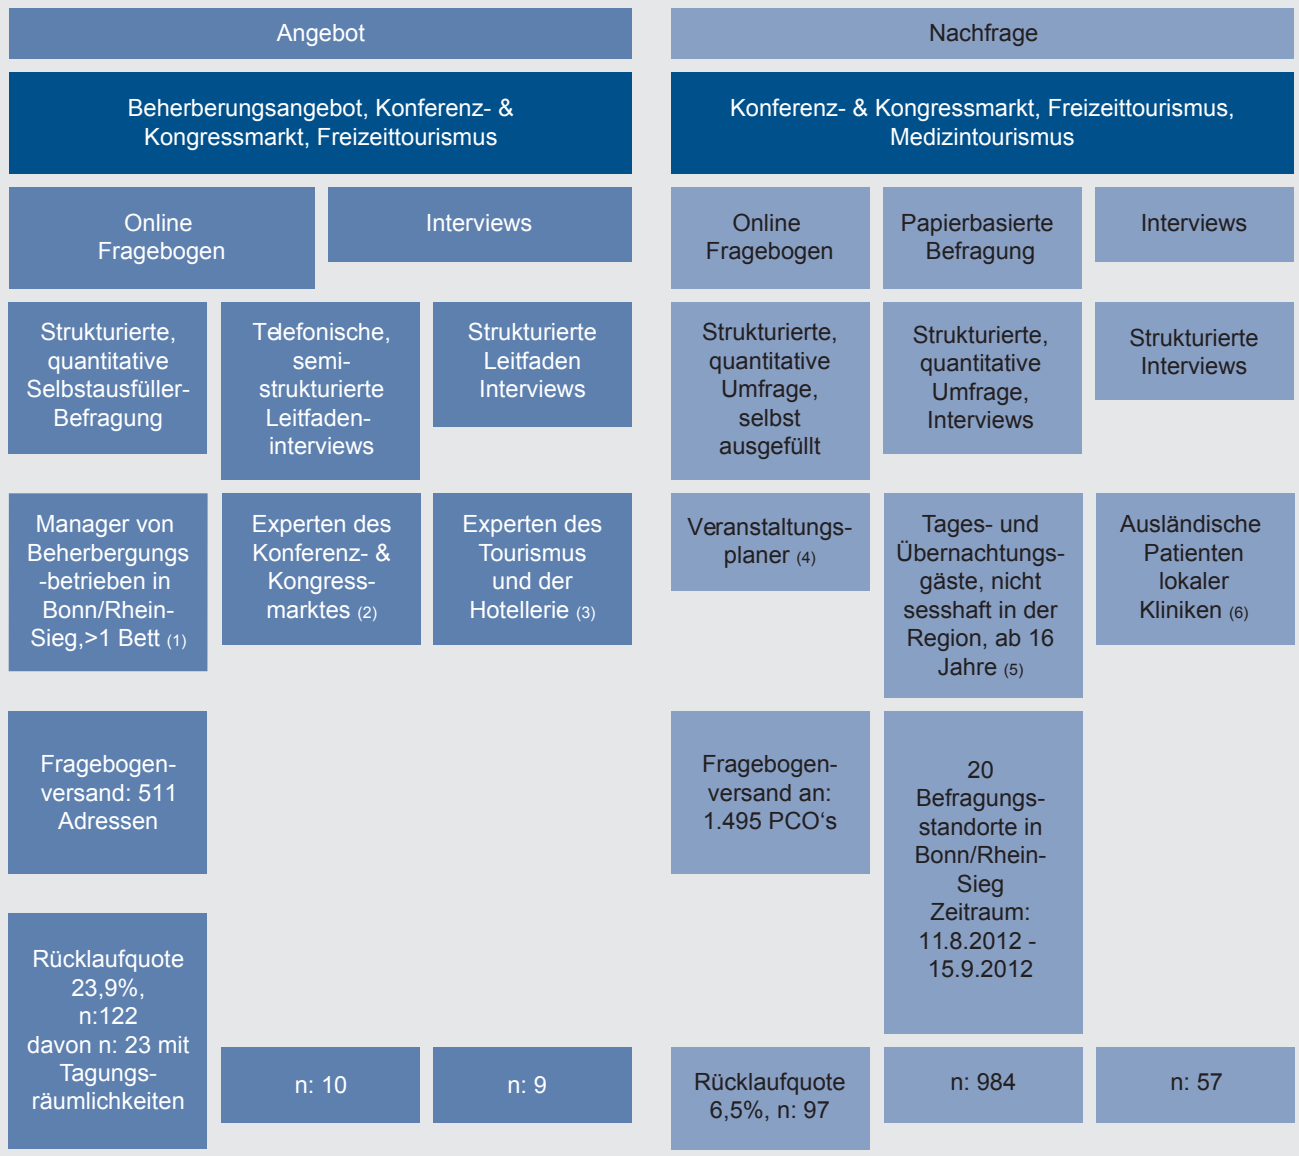 Angebot
Beherberungsangebot, Konferenz- &
Kongressmarkt, Freizeittourismus
Online
Fragebogen
Interviews
Strukturierte,
quantitative
Selbstausfüller-
Befragung
Telefonische,
semi-
strukturierte
Leitfaden-
interviews
Strukturierte
Leitfaden
Interviews
Manager von
Beherbergungs
-betrieben in
Bonn/Rhein-
Sieg,>1 Bett (1)
Experten des
Konferenz- &
Kongress-
marktes (2)
Experten des
Tourismus
und der
Hotellerie (3)
Fragebogen-
versand: 511
Adressen
Rücklaufquote
23,9%,
n:122
davon n: 23 mit
Tagungs-
räumlichkeiten
n: 10
n: 9
Nachfrage
Konferenz- & Kongressmarkt, Freizeittourismus,
Medizintourismus
Online
Fragebogen
Papierbasierte
Befragung
Interviews
Strukturierte,
quantitative
Umfrage,
selbst
ausgefüllt
Strukturierte,
quantitative
Umfrage,
Interviews
Strukturierte
Interviews
Veranstaltungs-
planer (4)
Tages- und
Übernachtungs-
gäste, nicht
sesshaft in der
Region, ab 16
Jahre (5)
Ausländische
Patienten
lokaler
Kliniken (6)
Fragebogen-
versand an:
1.495 PCO‘s
20
Befragungs-
standorte in
Bonn/Rhein-
Sieg
Zeitraum:
11.8.2012 -
15.9.2012
Rücklaufquote
6,5%, n: 97
n: 984
n: 57